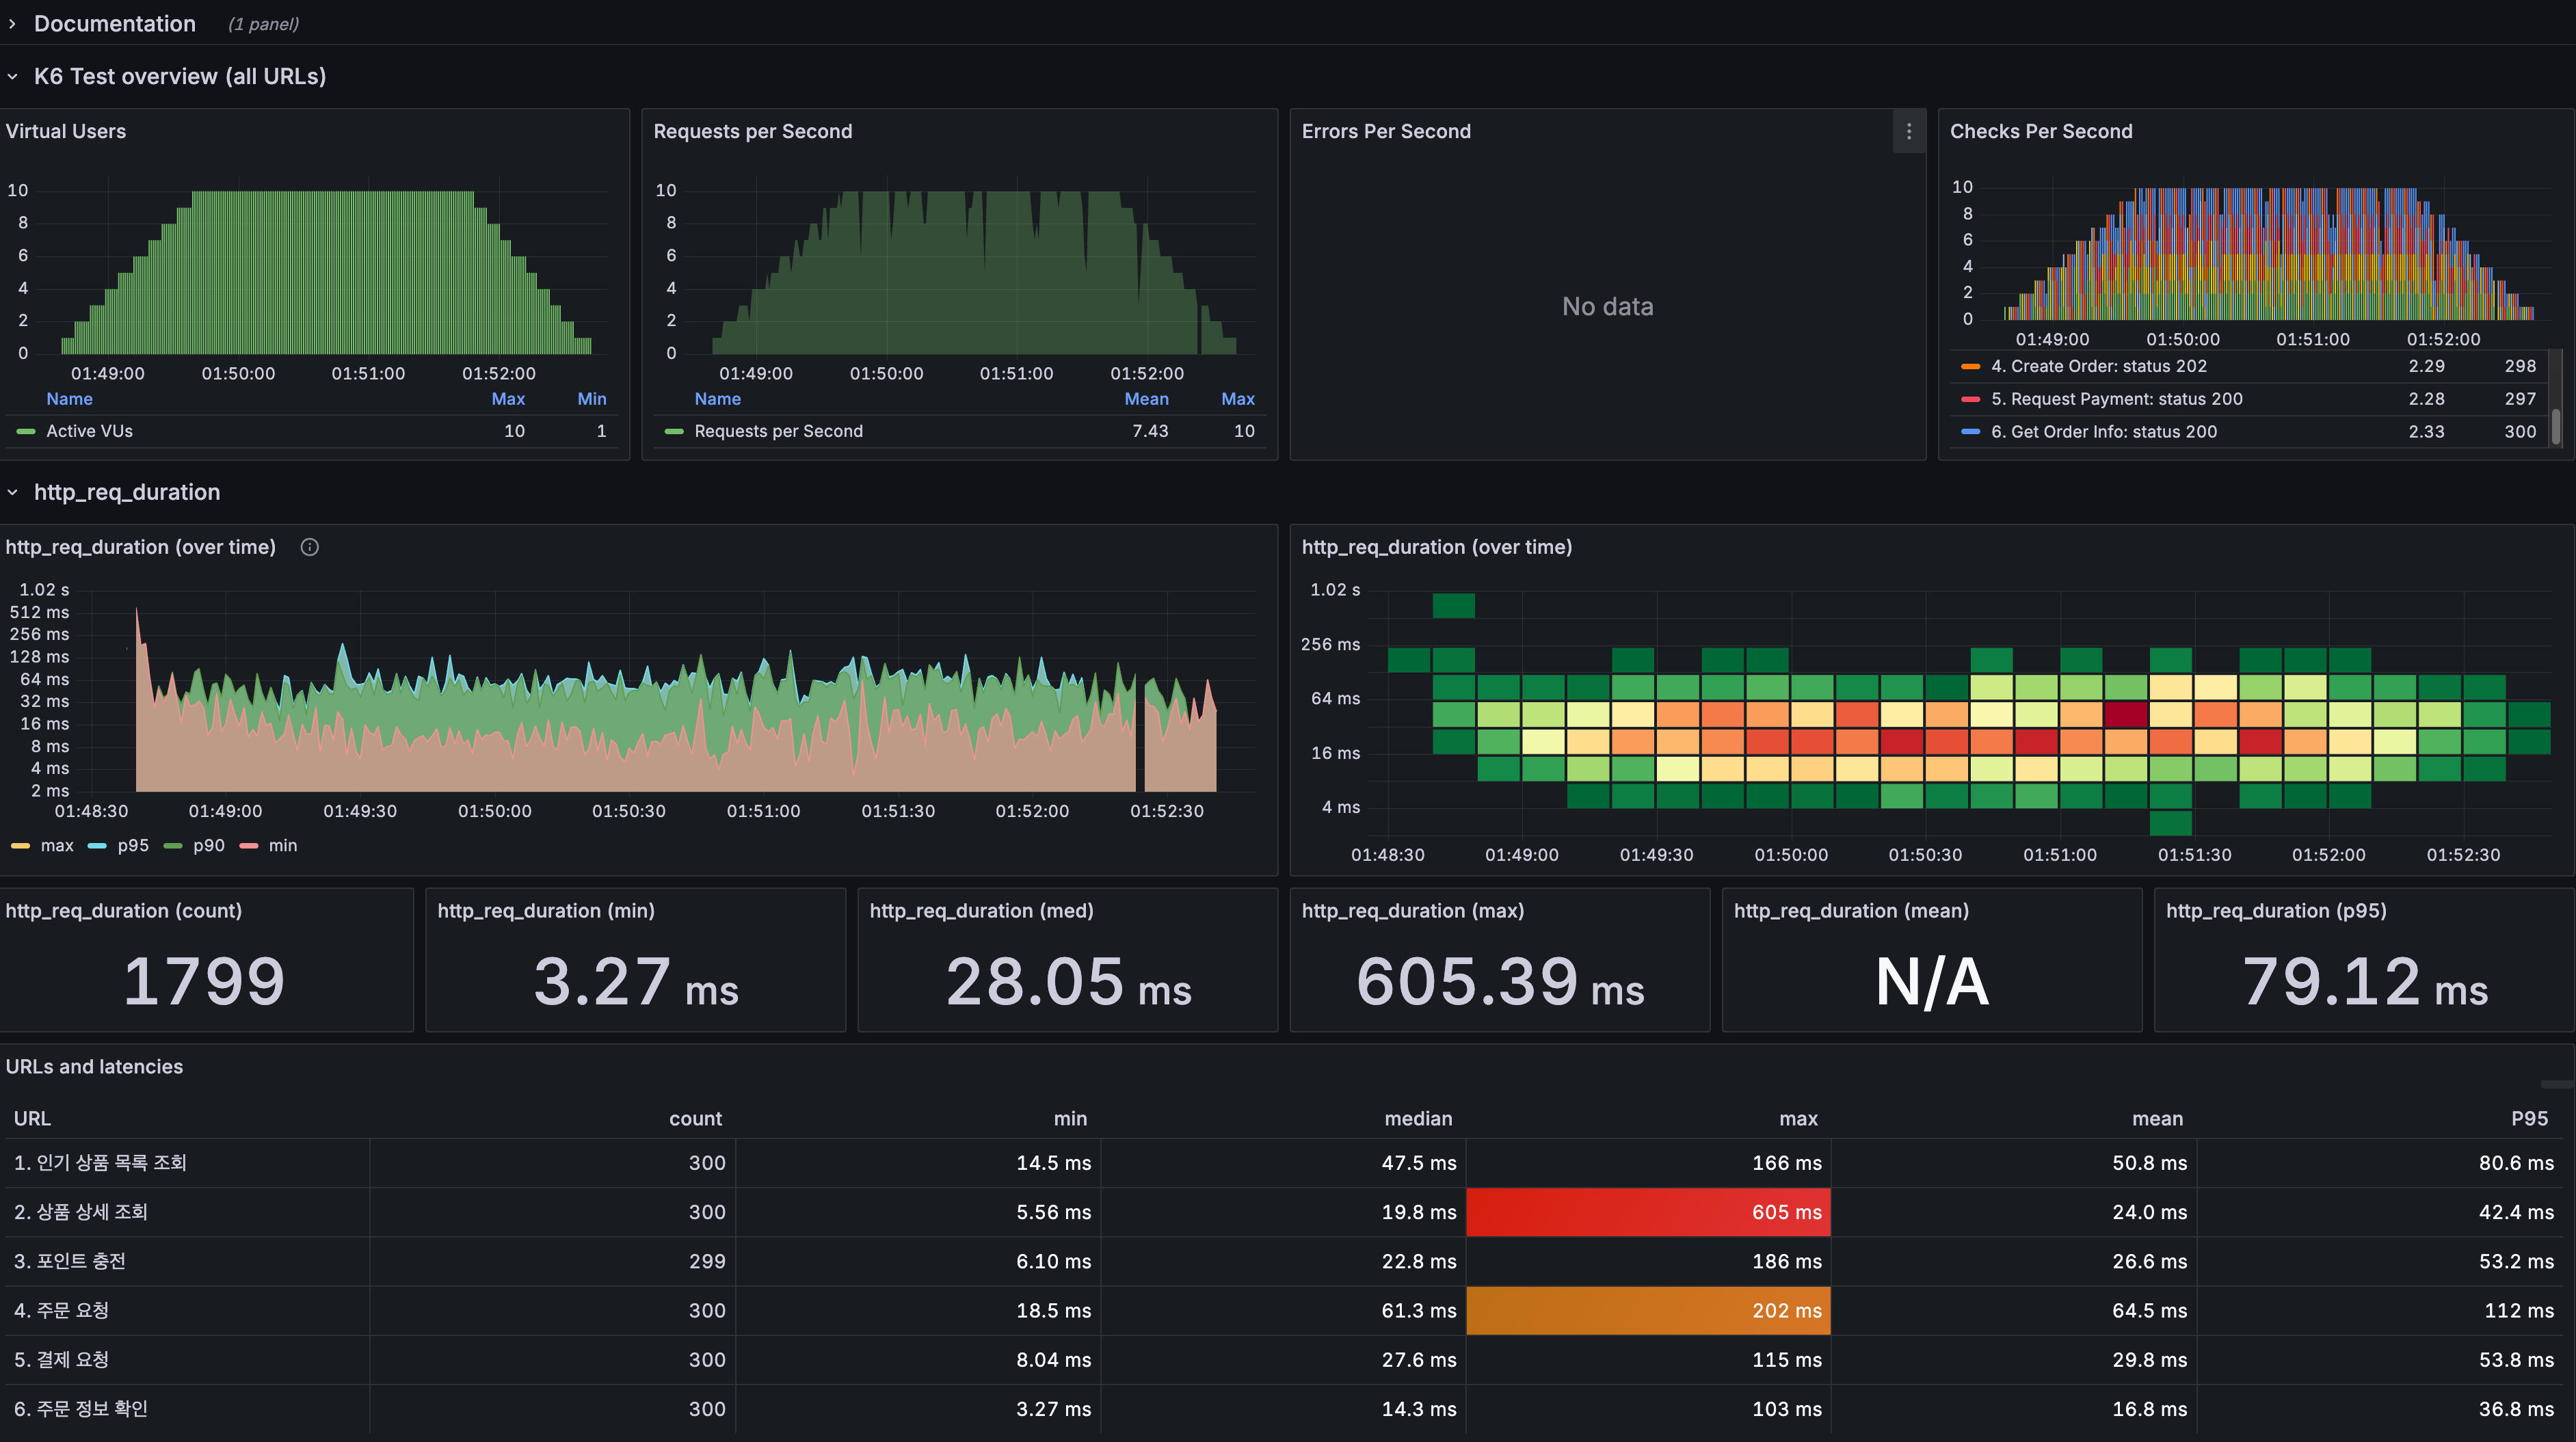 Documentation (1 panel)
K6 Test overview (all URLs)
Virtual Users
10
8
6
4
2
0
01:49:00 01:50:00 01:51:00 01:52:00
Name Max Min
Active VUs 10 1
Requests per Second
10
8
6
4
2
0
01:49:00 01:50:00 01:51:00 01:52:00
Name Mean Max
Requests per Second 7.43 10
Errors Per Second
No data
Checks Per Second
10
8
6
4
2
0
01:49:00 01:50:00 01:51:00 01:52:00
4. Create Order: status 202 2.29 298
5. Request Payment: status 200 2.28 297
6. Get Order Info: status 200 2.33 300
http_req_duration
http_req_duration (over time)
1.02 s
512 ms
256 ms
128 ms
64 ms
32 ms
16 ms
8 ms
4 ms
2 ms
01:48:30 01:49:00 01:49:30 01:50:00 01:50:30 01:51:00 01:51:30 01:52:00 01:52:30
max p95 p90 min
http_req_duration (over time)
1.02 s
256 ms
64 ms
16 ms
4 ms
01:48:30 01:49:00 01:49:30 01:50:00 01:50:30 01:51:00 01:51:30 01:52:00 01:52:30
http_req_duration (count)
1799
http_req_duration (min)
3.27 ms
http_req_duration (med)
28.05 ms
http_req_duration (max)
605.39 ms
http_req_duration (mean)
N/A
http_req_duration (p95)
79.12 ms
URLs and latencies
URL count min median max mean P95
1. 인기 상품 목록 조회 300 14.5 ms 47.5 ms 166 ms 50.8 ms 80.6 ms
2. 상품 상세 조회 300 5.56 ms 19.8 ms 605 ms 24.0 ms 42.4 ms
3. 포인트 충전 299 6.10 ms 22.8 ms 186 ms 26.6 ms 53.2 ms
4. 주문 요청 300 18.5 ms 61.3 ms 202 ms 64.5 ms 112 ms
5. 결제 요청 300 8.04 ms 27.6 ms 115 ms 29.8 ms 53.8 ms
6. 주문 정보 확인 300 3.27 ms 14.3 ms 103 ms 16.8 ms 36.8 ms